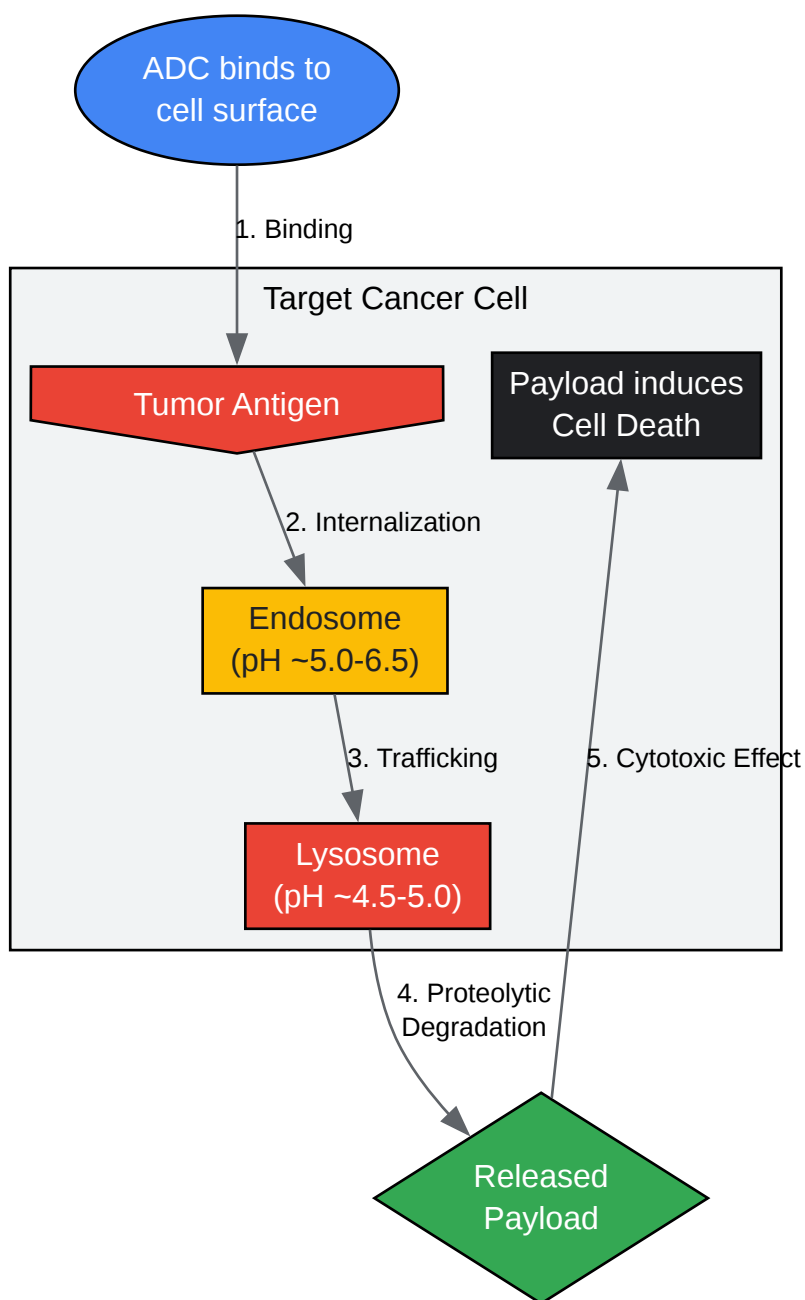 ADC binds to
cell surface
1. Binding
Target Cancer Cell
Tumor Antigen
Payload induces
Cell Death
2. Internalization
Endosome
(pH ~5.0-6.5)
3. Trafficking
5. Cytotoxic Effect
Lysosome
(pH ~4.5-5.0)
4. Proteolytic
Degradation
Released
Payload